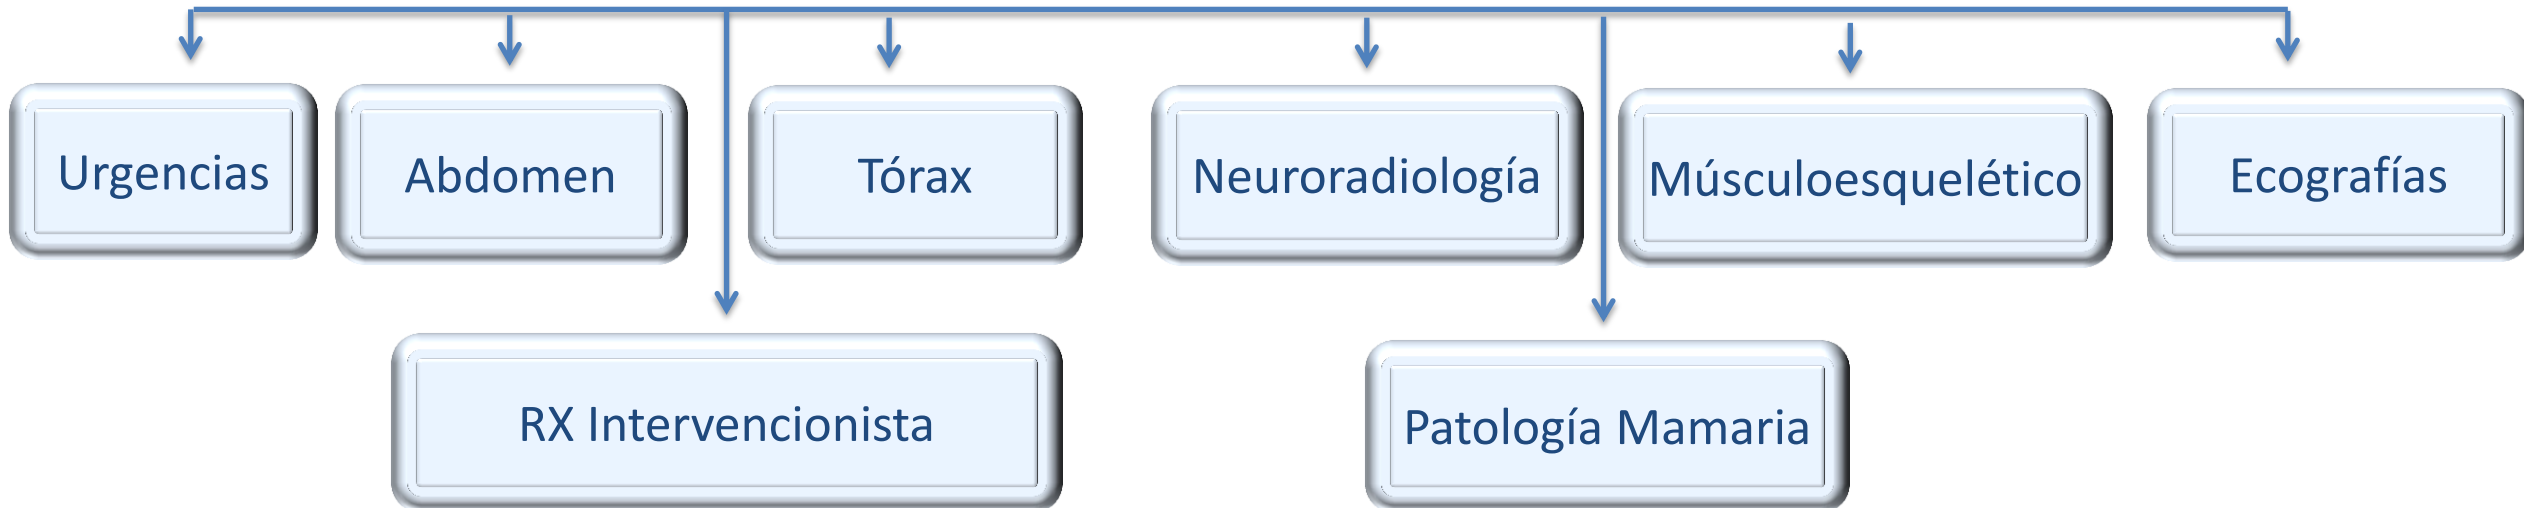 Urgencias
Abdomen
Tórax
Neuroradiología
Músculoesquelético
Ecografías
RX Intervencionista
Patología Mamaria